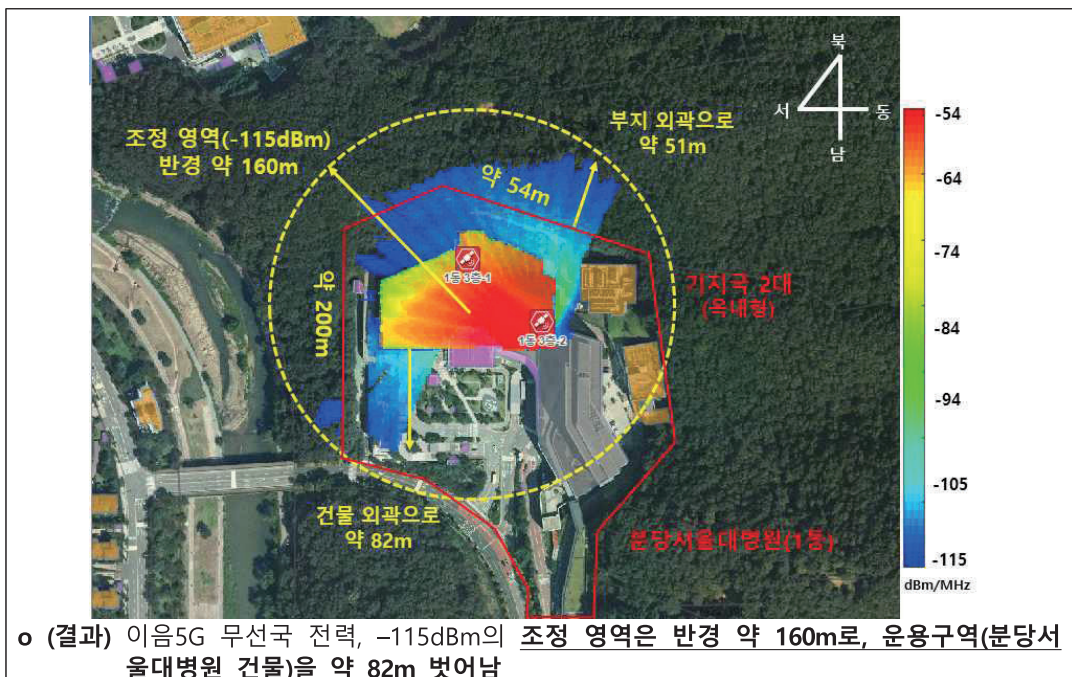 북
서
동
남
조정 영역(-115dBm)
반경 약 160m
부지 외곽으로
약 51m
약 54m
약 200m
1동 3층-1
1동 3층-2
기지국 2대
(옥내형)
건물 외곽으로
약 82m
분당서울대병원(1동)
-54
-64
-74
-84
-94
-105
-115
dBm/MHz
o (결과) 이음5G 무선국 전력, –115dBm의 조정 영역은 반경 약 160m로, 운용구역(분당서
울대병원 건물)을 약 82m 벗어남